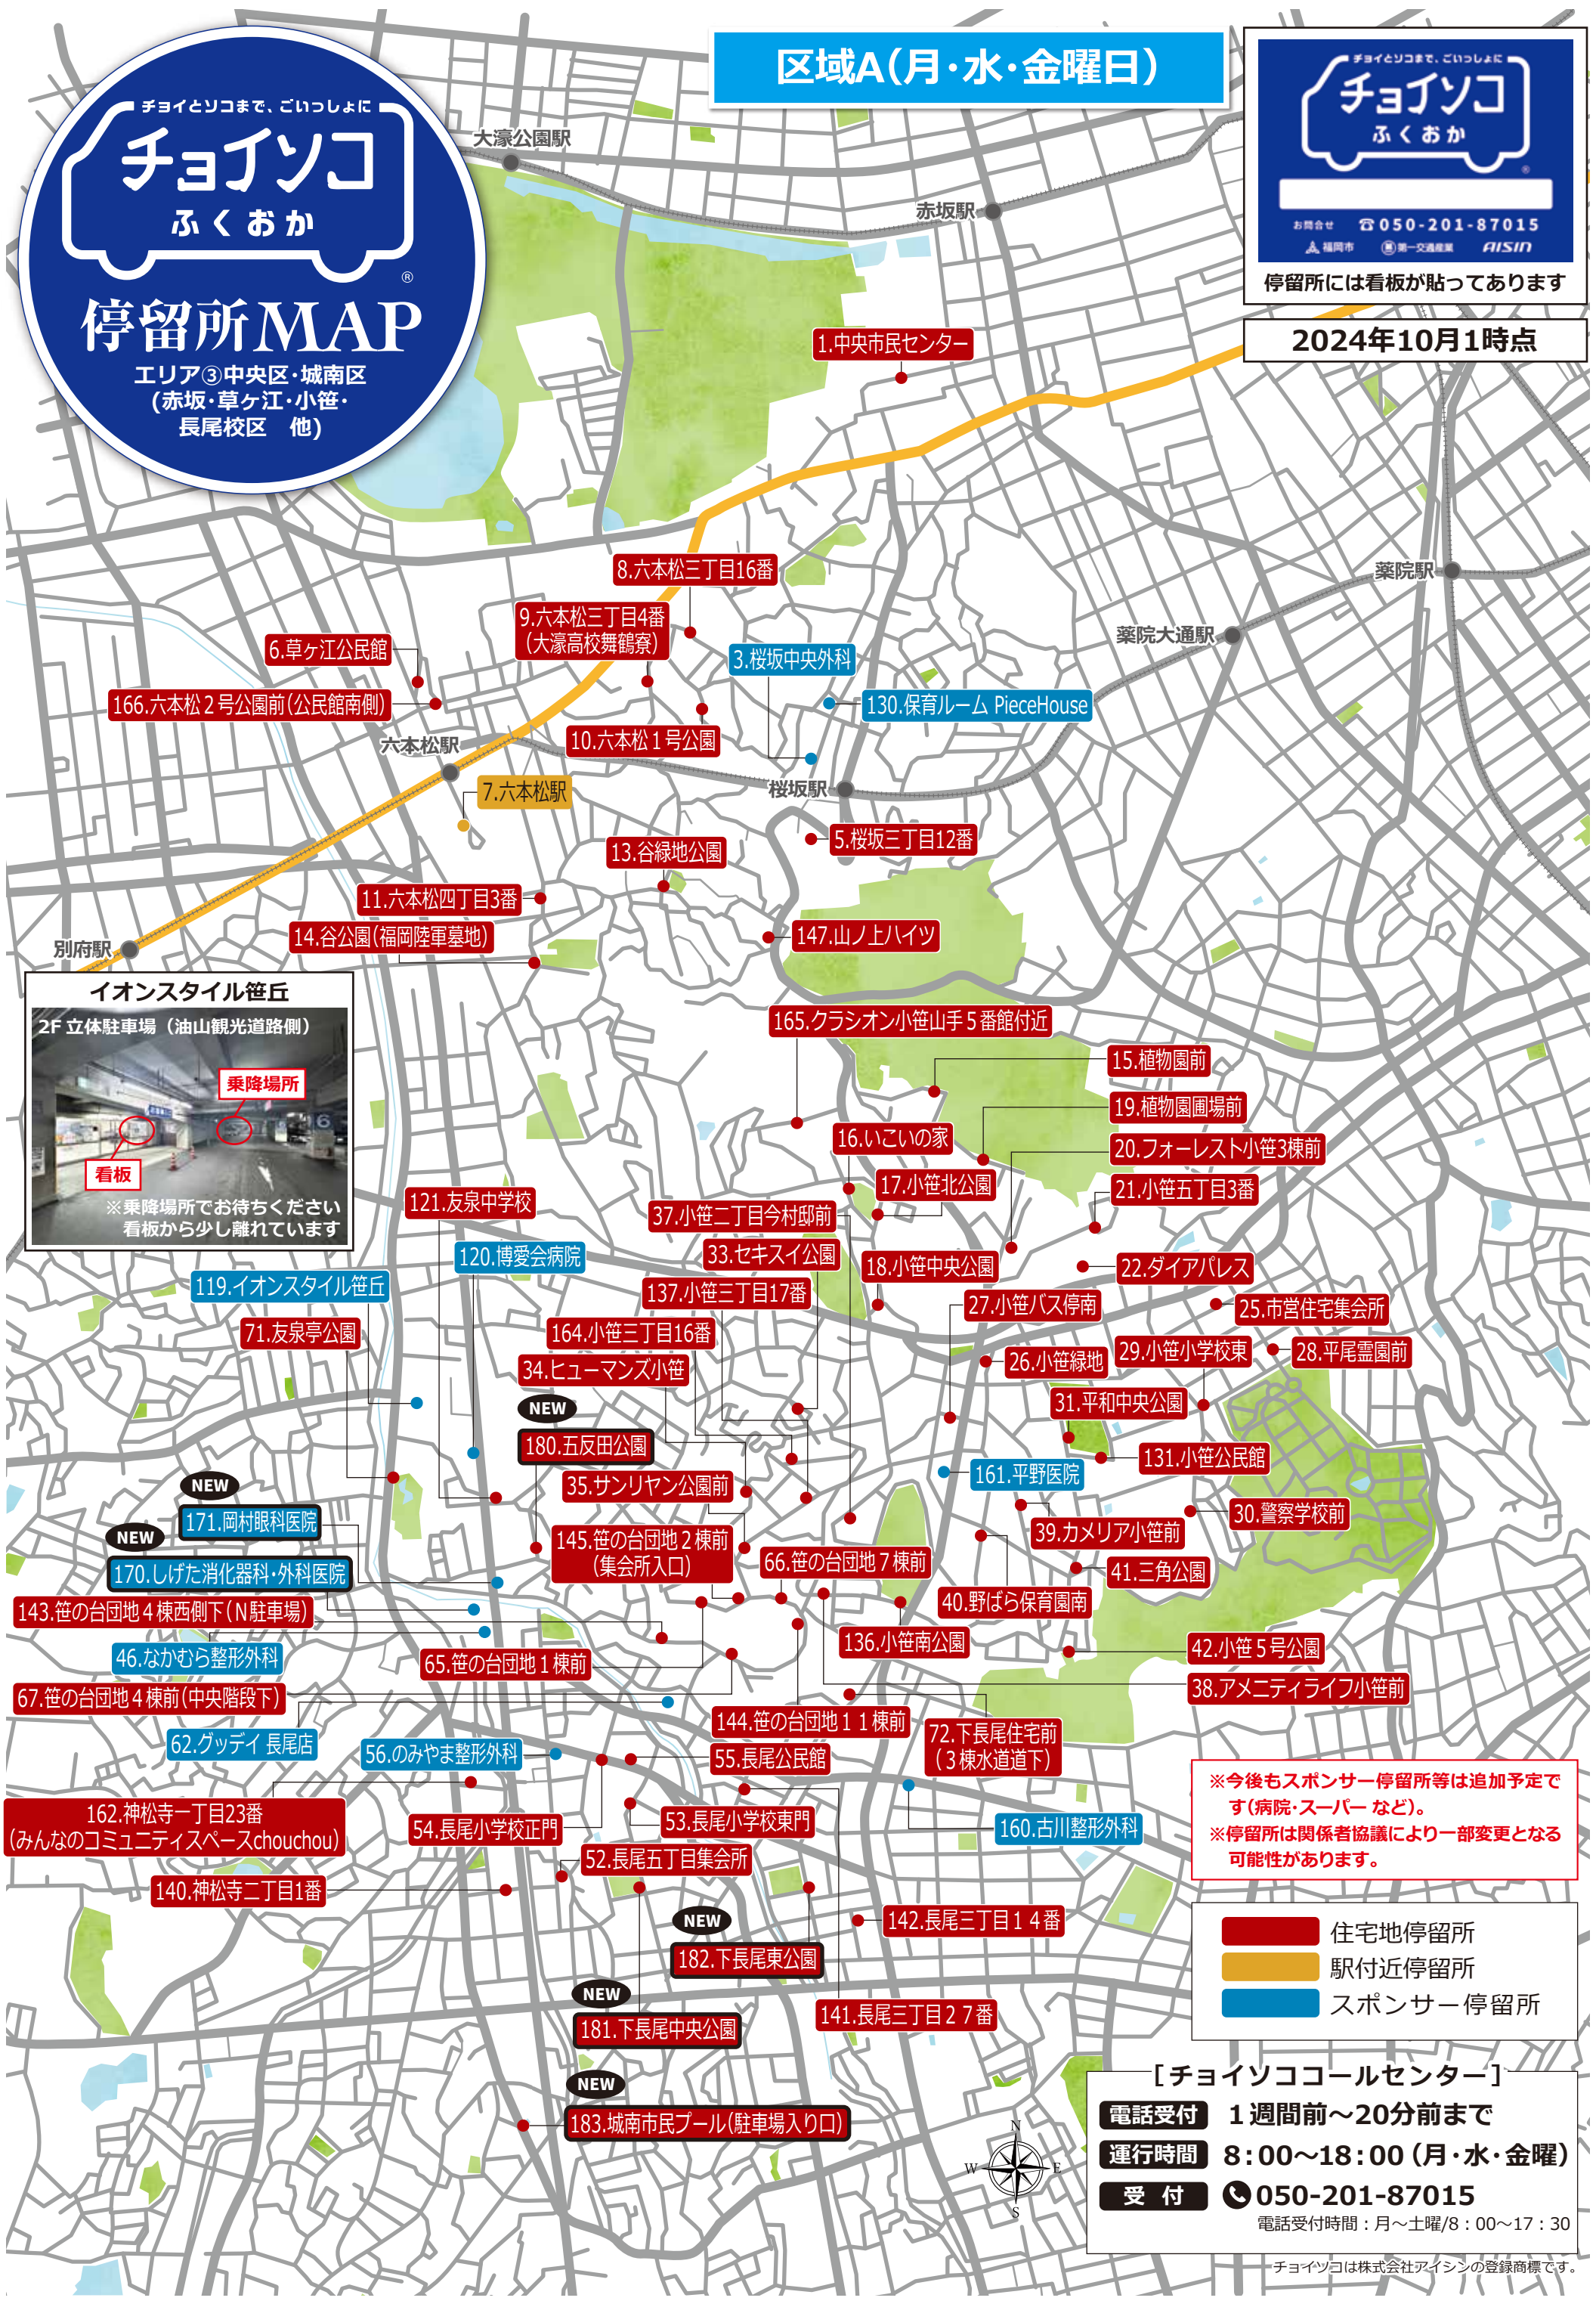 区域A(月･水･金曜日)
チョイとソコまで、ごいっしょに
チョイソコ
ふくおか
®
停留所MAP
エリア③中央区･城南区
(赤坂･草ヶ江･小笹･
長尾校区　他)
チョイとソコまで、ごいっしょに
チョイソコ
ふくおか
®
お問合せ ☎050-201-87015
福岡市 第一交通産業 AISIN
停留所には看板が貼ってあります
2024年10月1時点
大濠公園駅
赤坂駅
1.中央市民センター
8.六本松三丁目16番
薬院駅
9.六本松三丁目4番
(大濠高校舞鶴寮)
薬院大通駅
6.草ヶ江公民館
3.桜坂中央外科
166.六本松２号公園前(公民館南側)
130.保育ルーム PieceHouse
10.六本松１号公園
六本松駅
7.六本松駅
桜坂駅
5.桜坂三丁目12番
13.谷緑地公園
11.六本松四丁目3番
14.谷公園(福岡陸軍墓地)
147.山ノ上ハイツ
別府駅
イオンスタイル笹丘
2F 立体駐車場（油山観光道路側）
乗降場所
看板
※乗降場所でお待ちください
看板から少し離れています
165.クラシオン小笹山手５番館付近
15.植物園前
19.植物園圃場前
16.いこいの家
20.フォーレスト小笹3棟前
17.小笹北公園
21.小笹五丁目3番
121.友泉中学校
37.小笹二丁目今村邸前
120.博愛会病院
33.セキスイ公園
18.小笹中央公園
22.ダイアパレス
119.イオンスタイル笹丘
137.小笹三丁目17番
27.小笹バス停南
25.市営住宅集会所
71.友泉亭公園
164.小笹三丁目16番
29.小笹小学校東
28.平尾霊園前
34.ヒューマンズ小笹
26.小笹緑地
NEW
180.五反田公園
31.平和中央公園
131.小笹公民館
35.サンリヤン公園前
161.平野医院
NEW
171.岡村眼科医院
30.警察学校前
39.カメリア小笹前
NEW
170.しげた消化器科･外科医院
145.笹の台団地２棟前
(集会所入口)
66.笹の台団地７棟前
41.三角公園
40.野ばら保育園南
143.笹の台団地４棟西側下(Ｎ駐車場)
136.小笹南公園
42.小笹５号公園
46.なかむら整形外科
65.笹の台団地１棟前
38.アメニティライフ小笹前
67.笹の台団地４棟前(中央階段下)
144.笹の台団地１１棟前
72.下長尾住宅前
(３棟水道道下)
62.グッデイ 長尾店
56.のみやま整形外科
55.長尾公民館
162.神松寺一丁目23番
(みんなのコミュニティスペースchouchou)
54.長尾小学校正門
53.長尾小学校東門
160.古川整形外科
52.長尾五丁目集会所
140.神松寺二丁目1番
142.長尾三丁目１４番
NEW
182.下長尾東公園
NEW
181.下長尾中央公園
141.長尾三丁目２７番
NEW
183.城南市民プール(駐車場入り口)
※今後もスポンサー停留所等は追加予定で
す(病院･スーパー など)。
※停留所は関係者協議により一部変更となる
可能性があります。
住宅地停留所
駅付近停留所
スポンサー停留所
N
W E
S
［チョイソココールセンター］
電話受付 １週間前～20分前まで
運行時間 8：00～18：00（月･水･金曜）
受 付 050-201-87015
電話受付時間：月～土曜/8：00～17：30
チョイソコは株式会社アイシンの登録商標です。